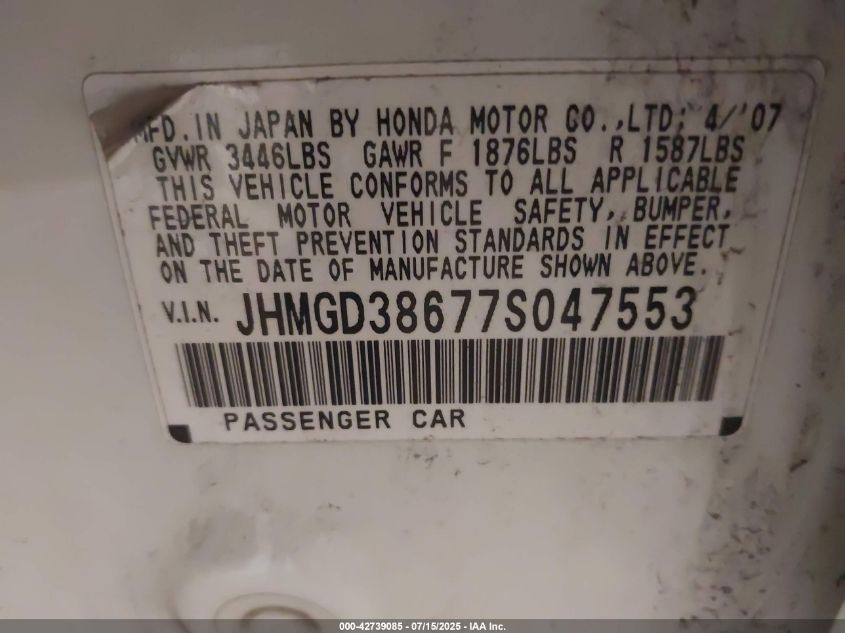 MFD. IN JAPAN BY HONDA MOTOR CO., LTD; 4/'07
GVWR 3446LBS GAWR F 1876LBS R 1587LBS
THIS VEHICLE CONFORMS TO ALL APPLICABLE
FEDERAL MOTOR VEHICLE SAFETY, BUMPER,
AND THEFT PREVENTION STANDARDS IN EFFECT
ON THE DATE OF MANUFACTURE SHOWN ABOVE.
V.I.N. JHMGD38677S047553
PASSENGER CAR
000-42739085 - 07/15/2025 - IAA Inc.